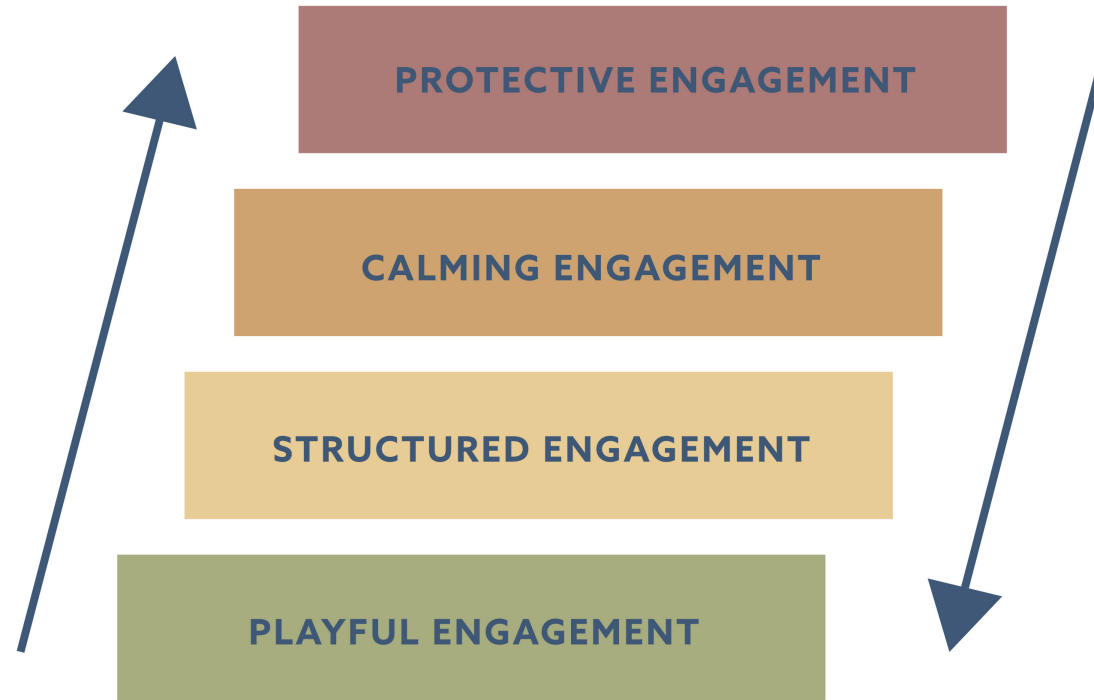 PROTECTIVE ENGAGEMENT
CALMING ENGAGEMENT
STRUCTURED ENGAGEMENT
PLAYFUL ENGAGEMENT